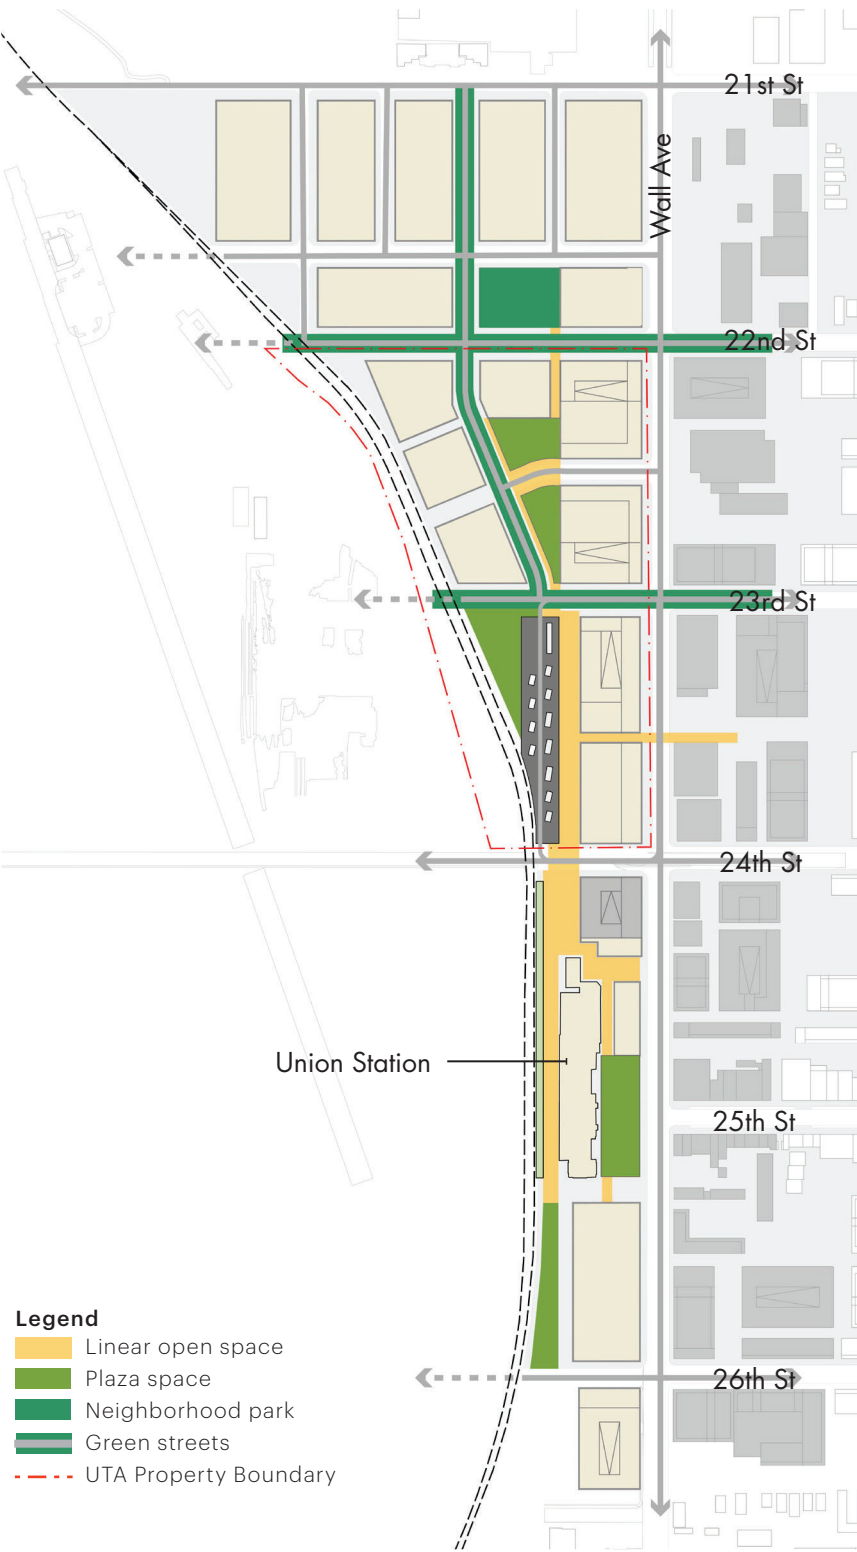 21st St
Wall Ave
22nd St
23rd St
24th St
Union Station
25th St
Legend
Linear open space
Plaza space
Neighborhood park
26th St
Green streets
UTA Property Boundary